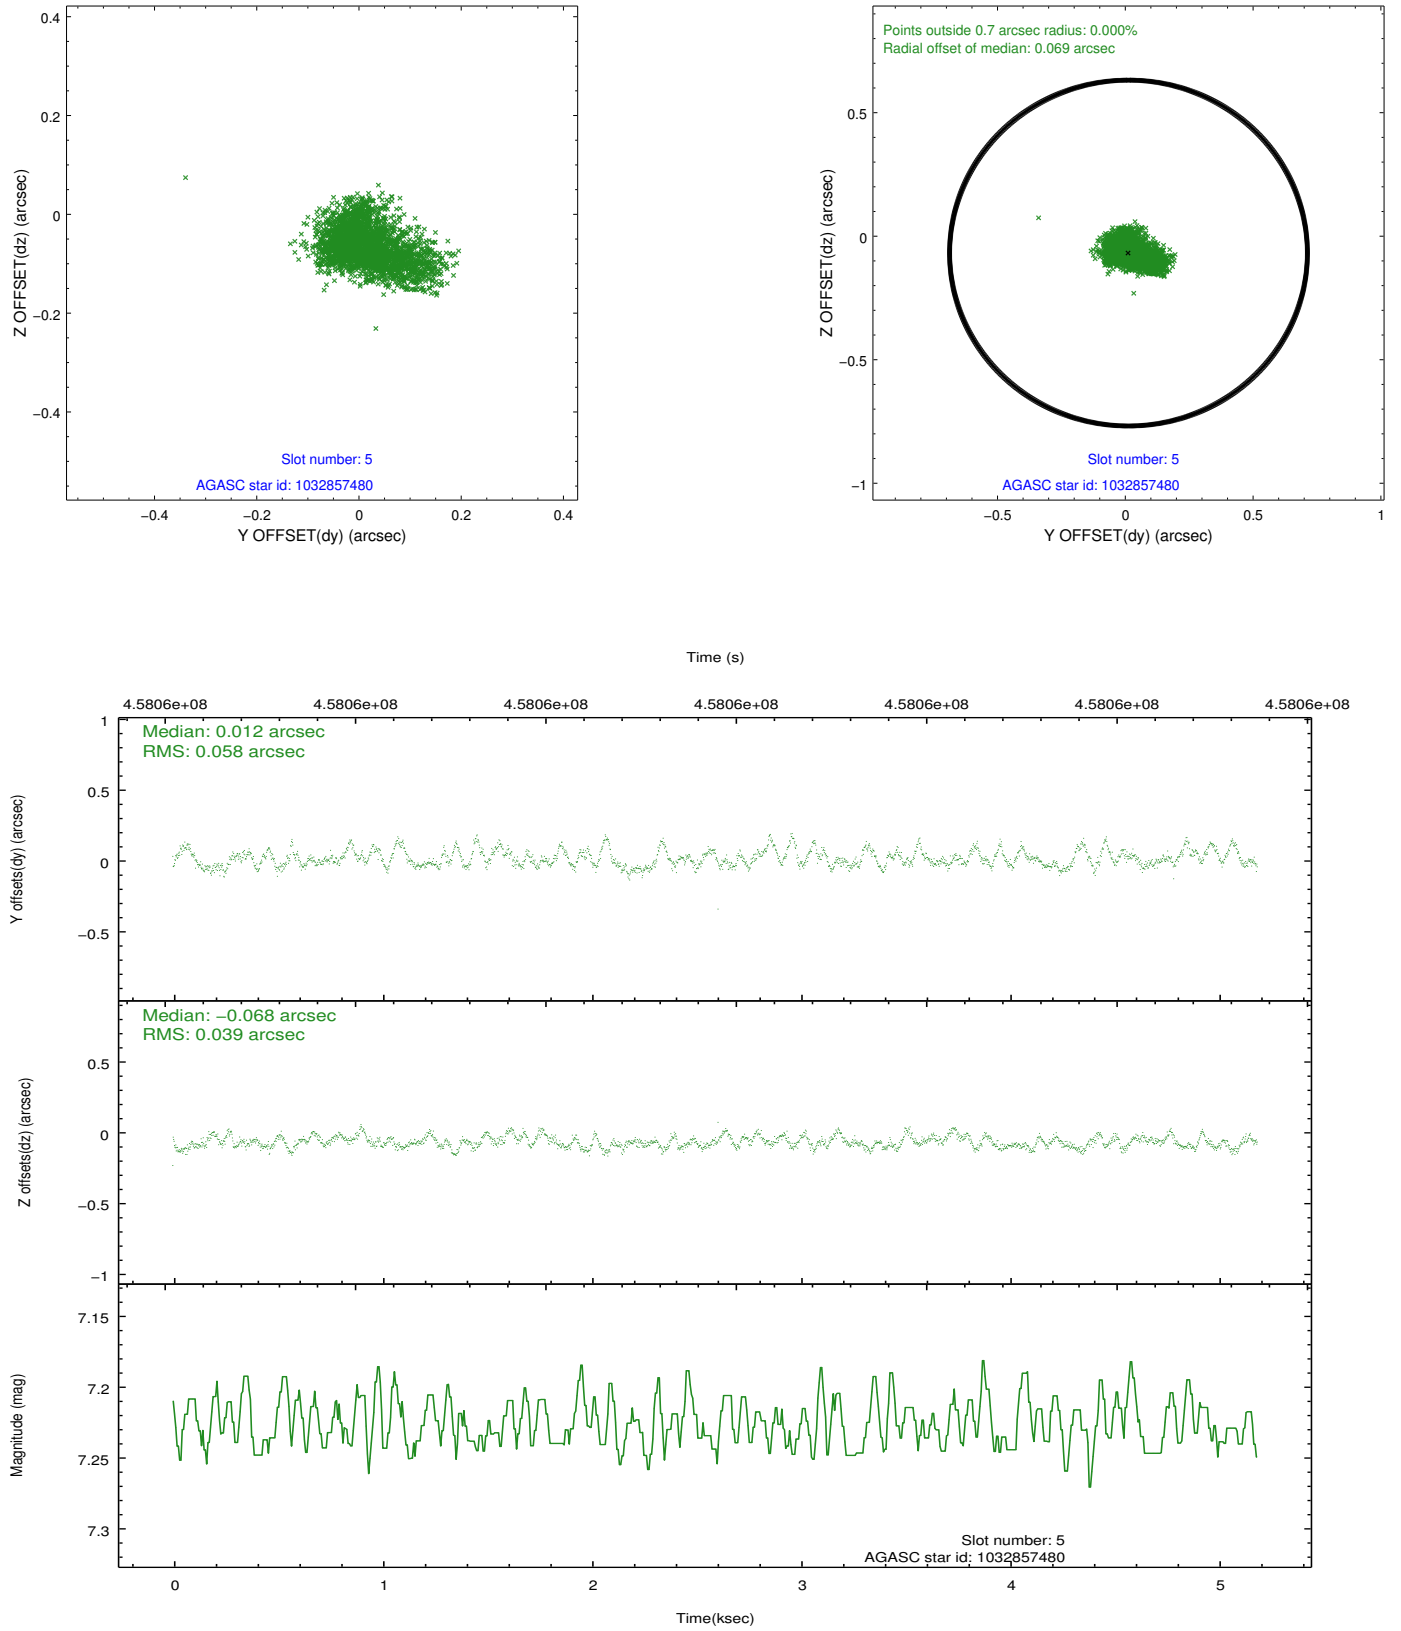 0.4
0.2
0
−0.2
−0.4
Z OFFSET(dz) (arcsec)
Slot number: 5
AGASC star id: 1032857480
−0.4 −0.2 0 0.2 0.4
Y OFFSET(dy) (arcsec)
Points outside 0.7 arcsec radius: 0.000%
Radial offset of median: 0.069 arcsec
0.5
0
−0.5
−1
Z OFFSET(dz) (arcsec)
Slot number: 5
AGASC star id: 1032857480
−0.5 0 0.5 1
Y OFFSET(dy) (arcsec)
Time (s)
4.5806e+08 4.5806e+08 4.5806e+08 4.5806e+08 4.5806e+08 4.5806e+08 4.5806e+08
Median: 0.012 arcsec
RMS: 0.058 arcsec
1
0.5
0
−0.5
Y offsets(dy) (arcsec)
Median: −0.068 arcsec
RMS: 0.039 arcsec
0.5
0
−0.5
−1
Z offsets(dz) (arcsec)
7.15
7.2
7.25
7.3
Magnitude (mag)
Slot number: 5
AGASC star id: 1032857480
0 1 2 3 4 5
Time(ksec)